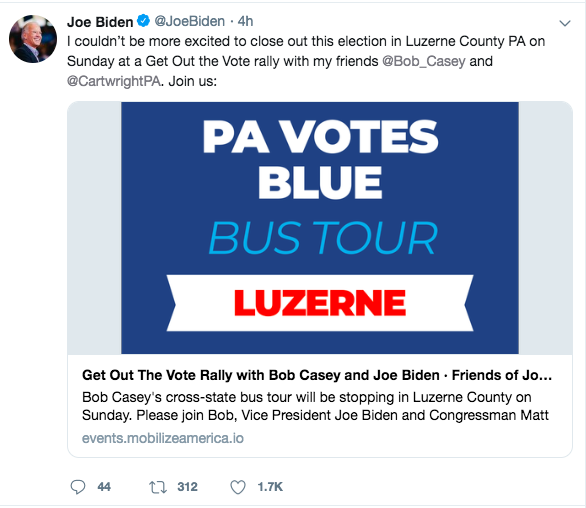 Joe Biden @JoeBiden · 4h
I couldn't be more excited to close out this election in Luzerne County PA on
Sunday at a Get Out the Vote rally with my friends @Bob_Casey and
@CartwrightPA. Join us:
PA VOTES
BLUE
BUS TOUR
LUZERNE
Get Out The Vote Rally with Bob Casey and Joe Biden · Friends of Jo...
Bob Casey's cross-state bus tour will be stopping in Luzerne County on
Sunday. Please join Bob, Vice President Joe Biden and Congressman Matt
events.mobilizeamerica.io
44 312 1.7K